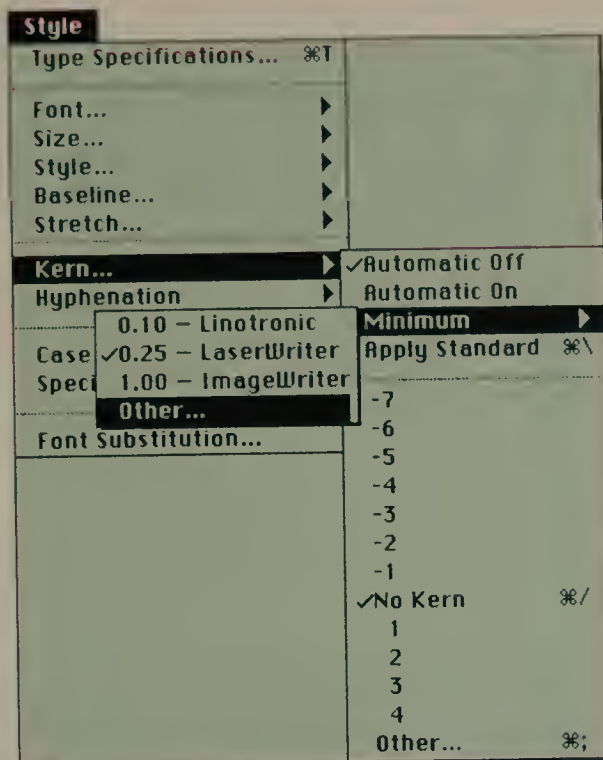 Style
Type Specifications... ⌘T
Font...
Size...
Style...
Baseline...
Stretch...
Kern...
Hyphenation
Case
Speci
Font Substitution...
✓Automatic Off
Automatic On
Minimum
Apply Standard ⌘\
-7
-6
-5
-4
-3
-2
-1
✓No Kern ⌘/
1
2
3
4
Other... ⌘;
0.10 – Linotronic
✓0.25 – LaserWriter
1.00 – ImageWriter
Other...